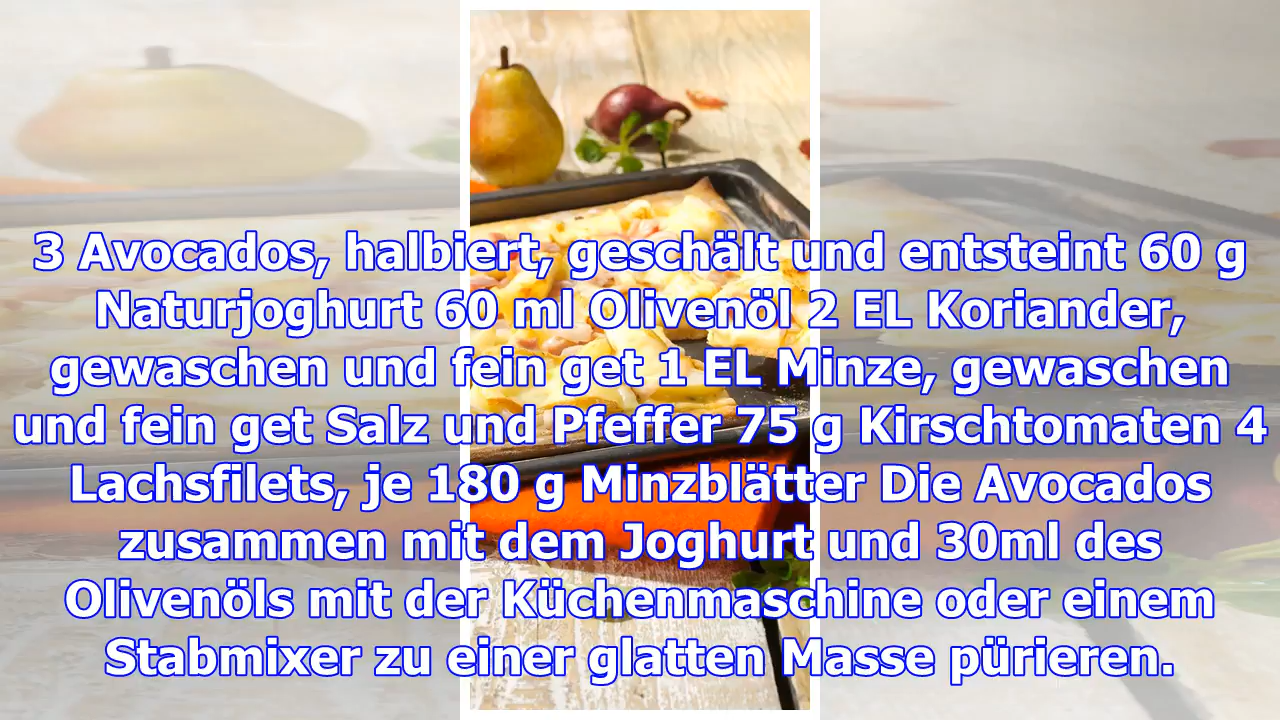 3 Avocados, halbiert, geschält und entsteint 60 g
Naturjoghurt 60 ml Olivenöl 2 EL Koriander,
gewaschen und fein get 1 EL Minze, gewaschen
und fein get Salz und Pfeffer 75 g Kirschtomaten 4
Lachsfilets, je 180 g Minzblätter Die Avocados
zusammen mit dem Joghurt und 30ml des
Olivenöls mit der Küchenmaschine oder einem
Stabmixer zu einer glatten Masse pürieren.